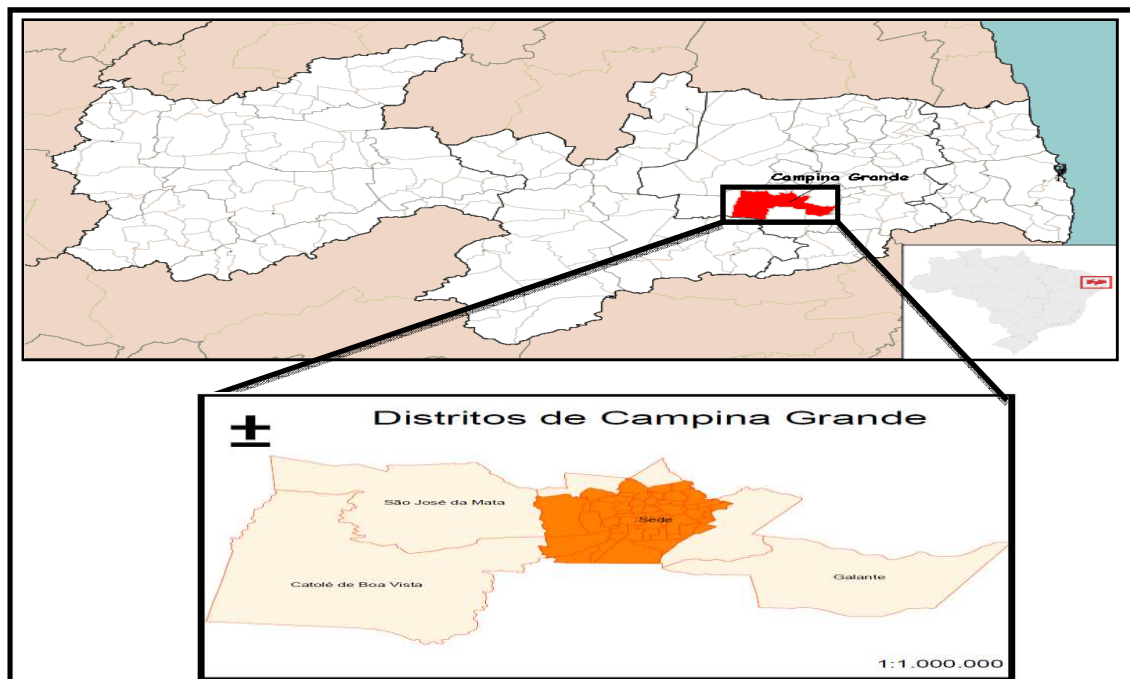 Campina Grande
±
Distritos de Campina Grande
São José da Mata
Sede
Catolé de Boa Vista
Galante
1:1.000.000